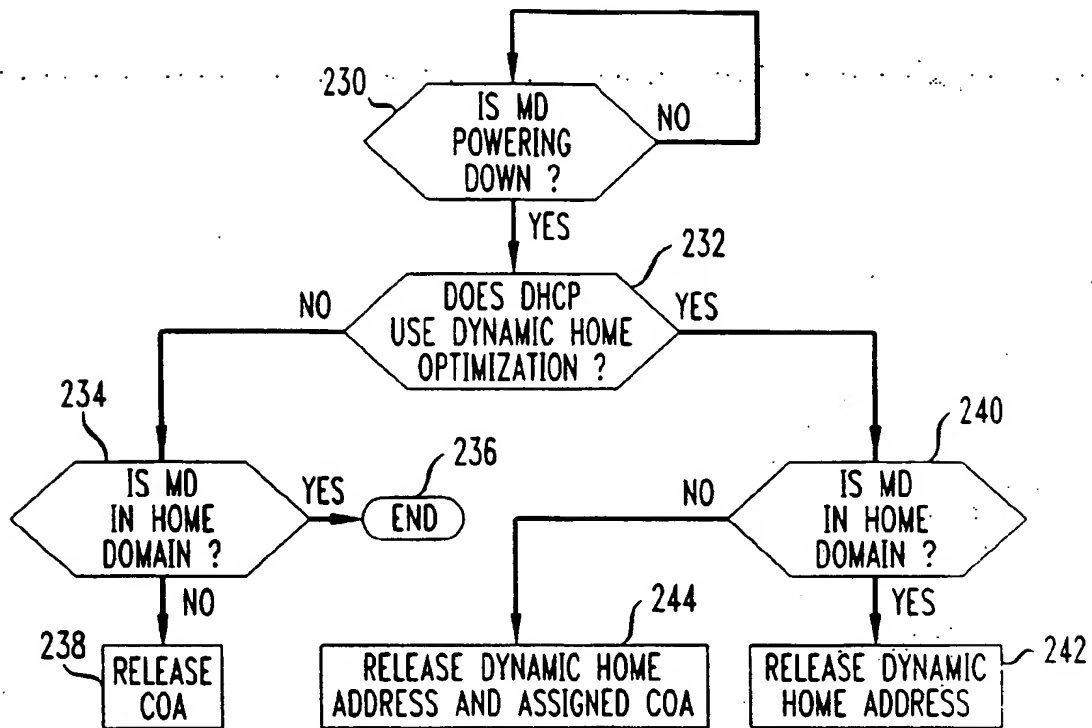 230
IS MD
POWERING
DOWN ?
NO
YES
232
DOES DHCP
USE DYNAMIC HOME
OPTIMIZATION ?
NO
YES
234
IS MD
IN HOME
DOMAIN ?
YES
236
END
NO
238
RELEASE
COA
240
IS MD
IN HOME
DOMAIN ?
NO
YES
244
RELEASE DYNAMIC HOME
ADDRESS AND ASSIGNED COA
242
RELEASE DYNAMIC
HOME ADDRESS